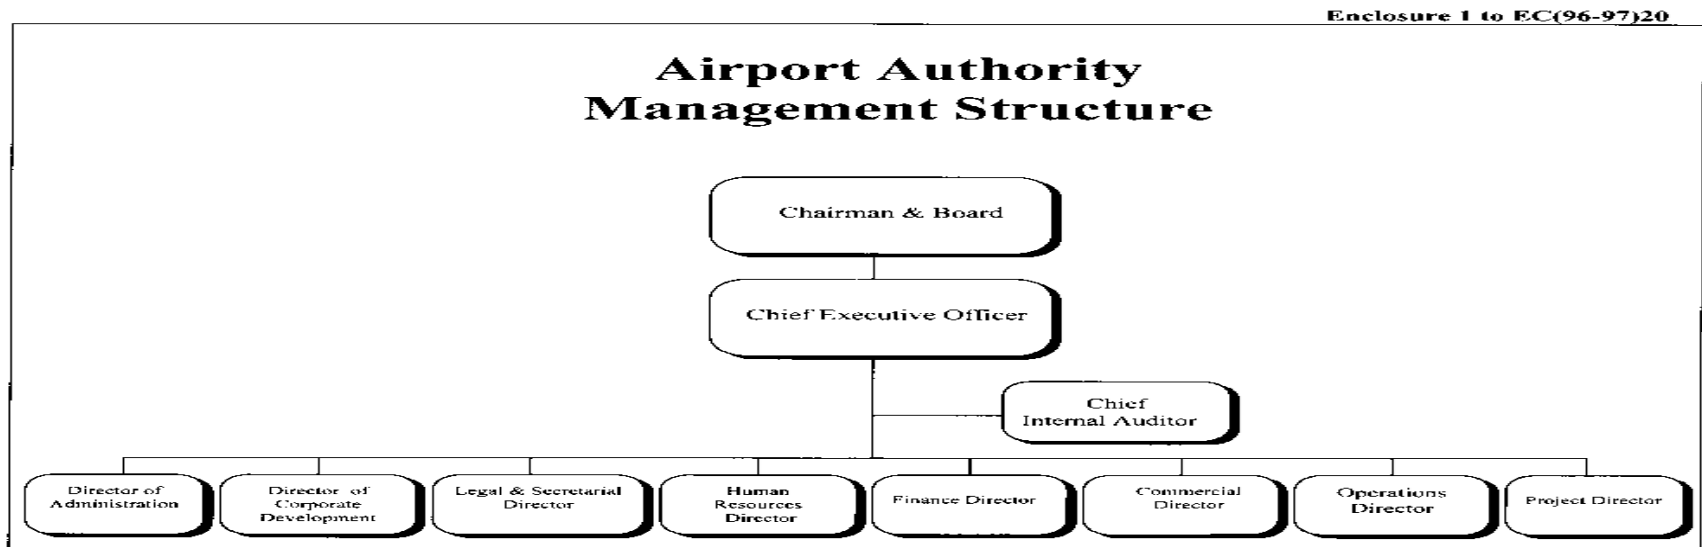 Enclosure 1 to EC(96-97)20
Airport Authority
Management Structure
Chairman & Board
Chief Executive Officer
Chief
Internal Auditor
Director of
Administration
Director of
Corporate
Development
Legal & Secretarial
Director
Human
Resources
Director
Finance Director
Commercial
Director
Operations
Director
Project Director